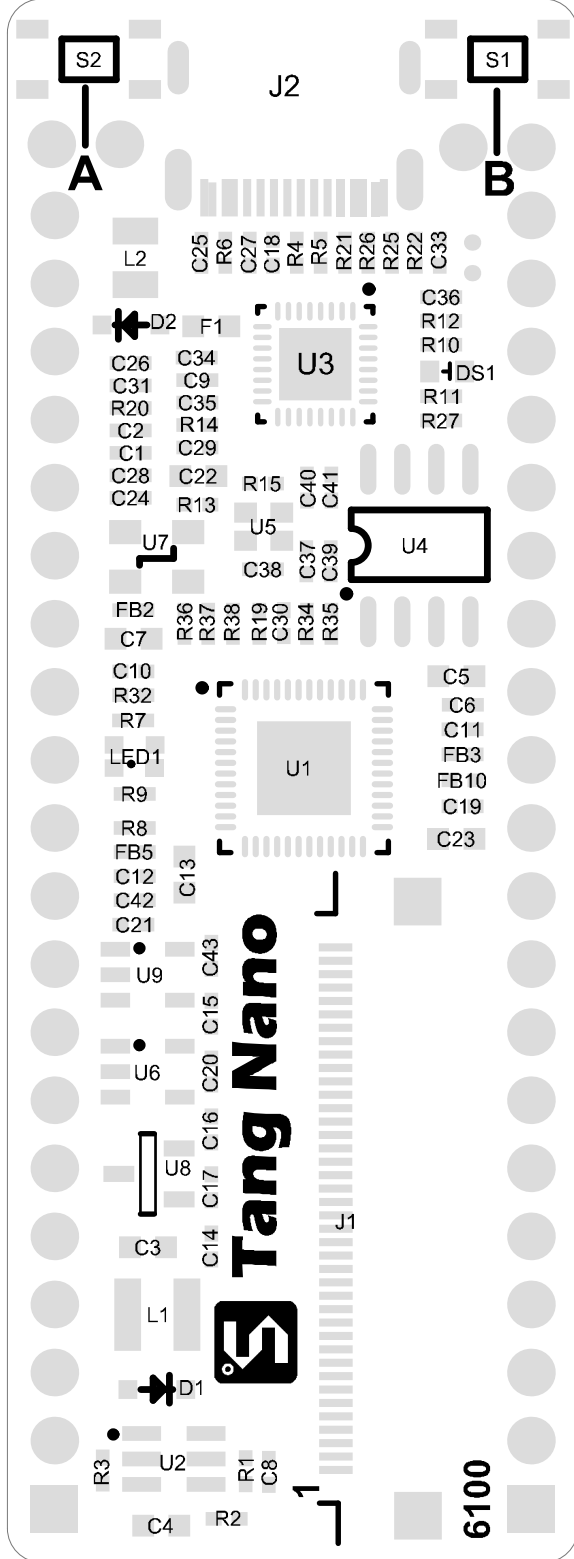 S2
S1
J2
A
B
L2
C25
R6
C27
C18
R4
R5
R21
R26
R25
R22
C33
D2
F1
U3
C36
R12
R10
DS1
R11
R27
C26
C31
R20
C2
C1
C28
C24
C34
C9
C35
R14
C29
C22
R13
R15
U5
C38
C40
C41
C37
C39
U4
U7
FB2
C7
R36
R37
R38
R19
C30
R34
R35
C10
R32
R7
LED1
R9
R8
FB5
C12
C42
C21
C13
U1
C5
C6
C11
FB3
FB10
C19
C23
U9
C43
C15
U6
C20
C16
U8
C17
C3
C14
Tang Nano
J1
L1
S
D1
U2
R3
R1
C8
C4
R2
1
6100